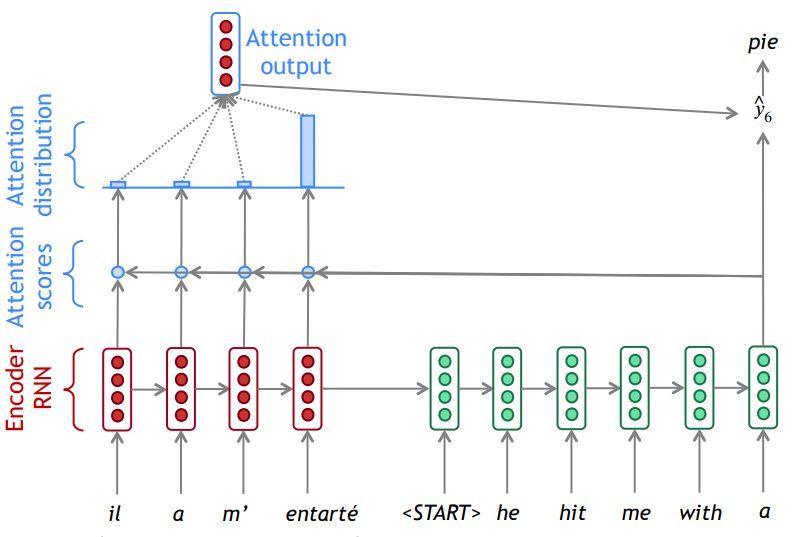 Attention
output
pie
ŷ6
Attention
distribution
Attention
scores
Encoder
RNN
il a m’ entarté <START> he hit me with a